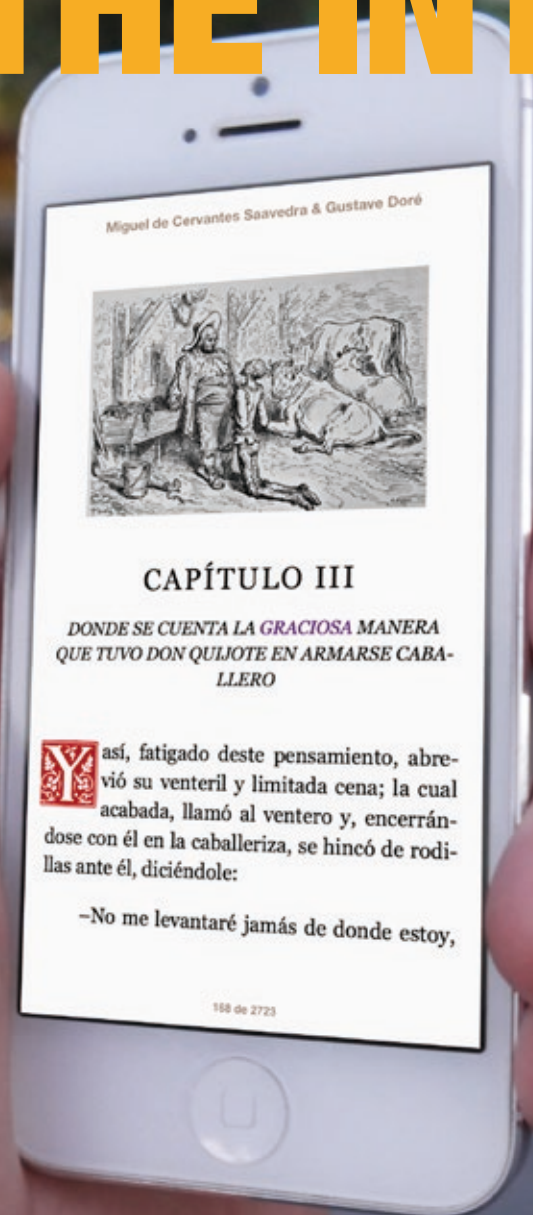 THE INT
Miguel de Cervantes Saavedra & Gustave Doré
CAPÍTULO III
DONDE SE CUENTA LA GRACIOSA MANERA
QUE TUVO DON QUIJOTE EN ARMARSE CABA-
LLERO
Y así, fatigado deste pensamiento, abre-
vió su venteril y limitada cena; la cual
acabada, llamó al ventero y, encerrán-
dose con él en la caballeriza, se hincó de rodi-
llas ante él, diciéndole:
–No me levantaré jamás de donde estoy,
168 de 2723